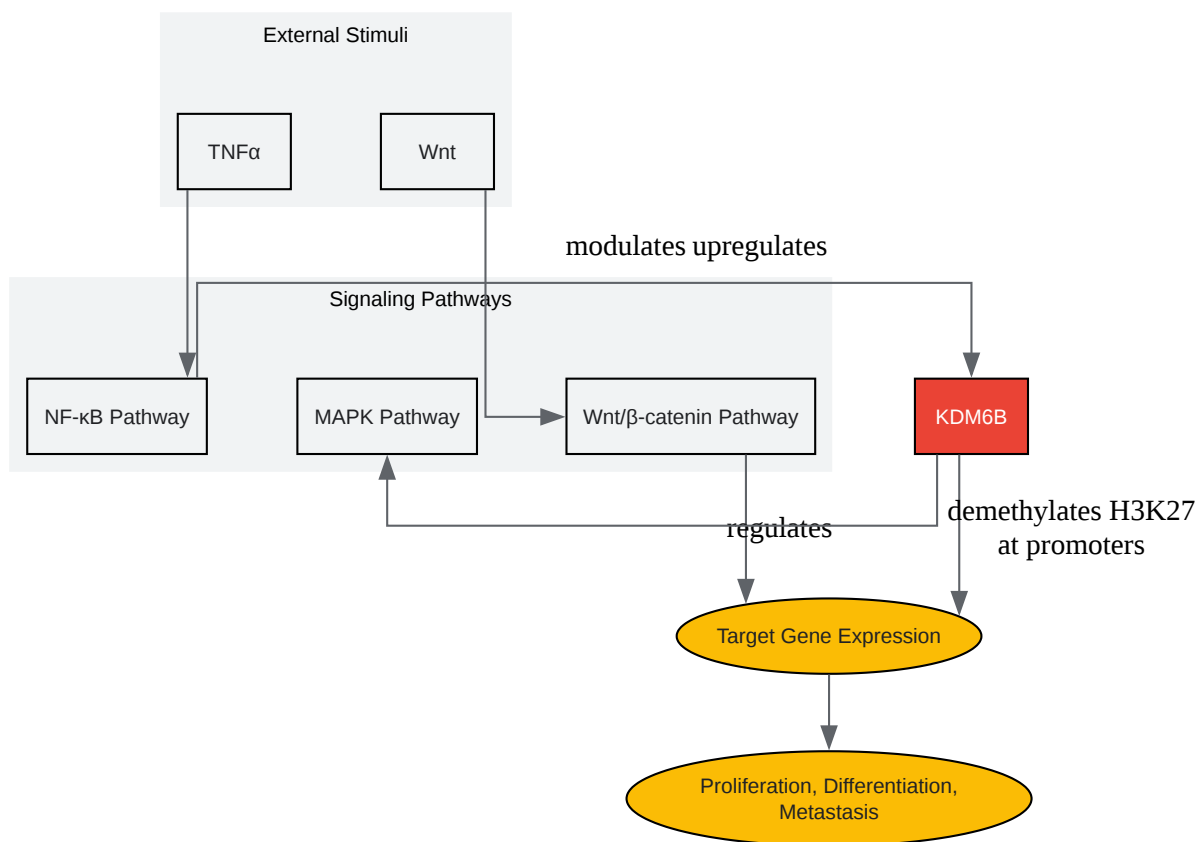 External Stimuli
TNFα
Wnt
modulates upregulates
Signaling Pathways
NF-κB Pathway
MAPK Pathway
Wnt/β-catenin Pathway
KDM6B
regulates
demethylates H3K27
at promoters
Target Gene Expression
Proliferation, Differentiation,
Metastasis